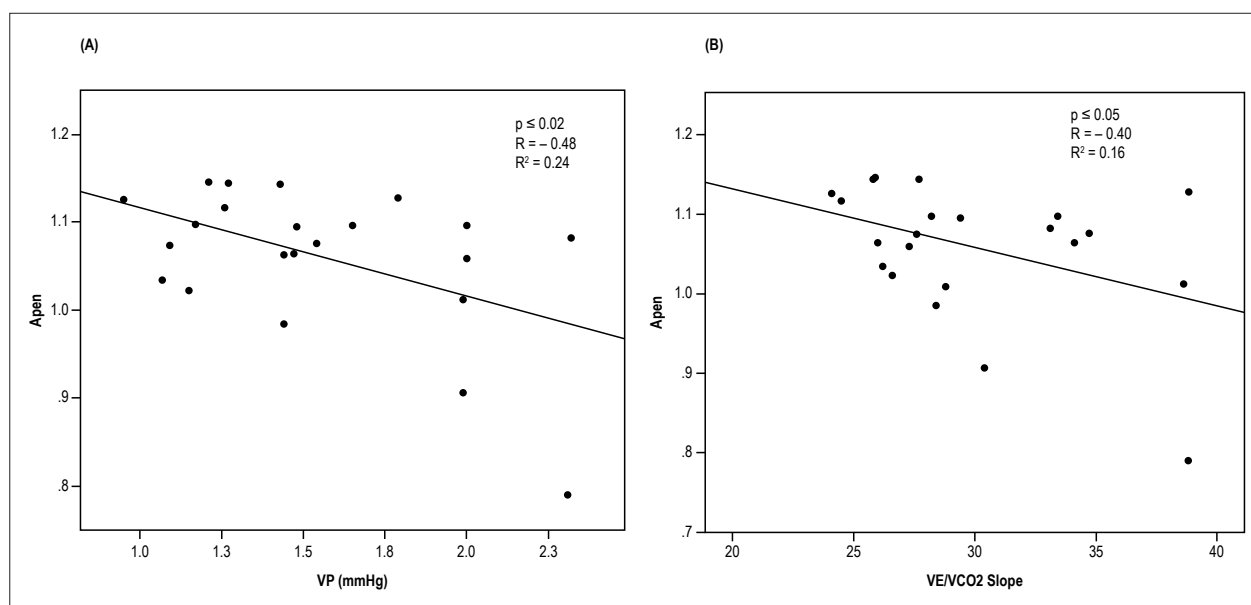 (A)
p ≤ 0.02
R = – 0.48
R² = 0.24
1.2
1.1
1.0
.9
.8
Apen
1.0 1.3 1.5 1.8 2.0 2.3
VP (mmHg)
(B)
p ≤ 0.05
R = – 0.40
R² = 0.16
1.2
1.1
1.0
.9
.8
.7
Apen
20 25 30 35 40
VE/VCO2 Slope